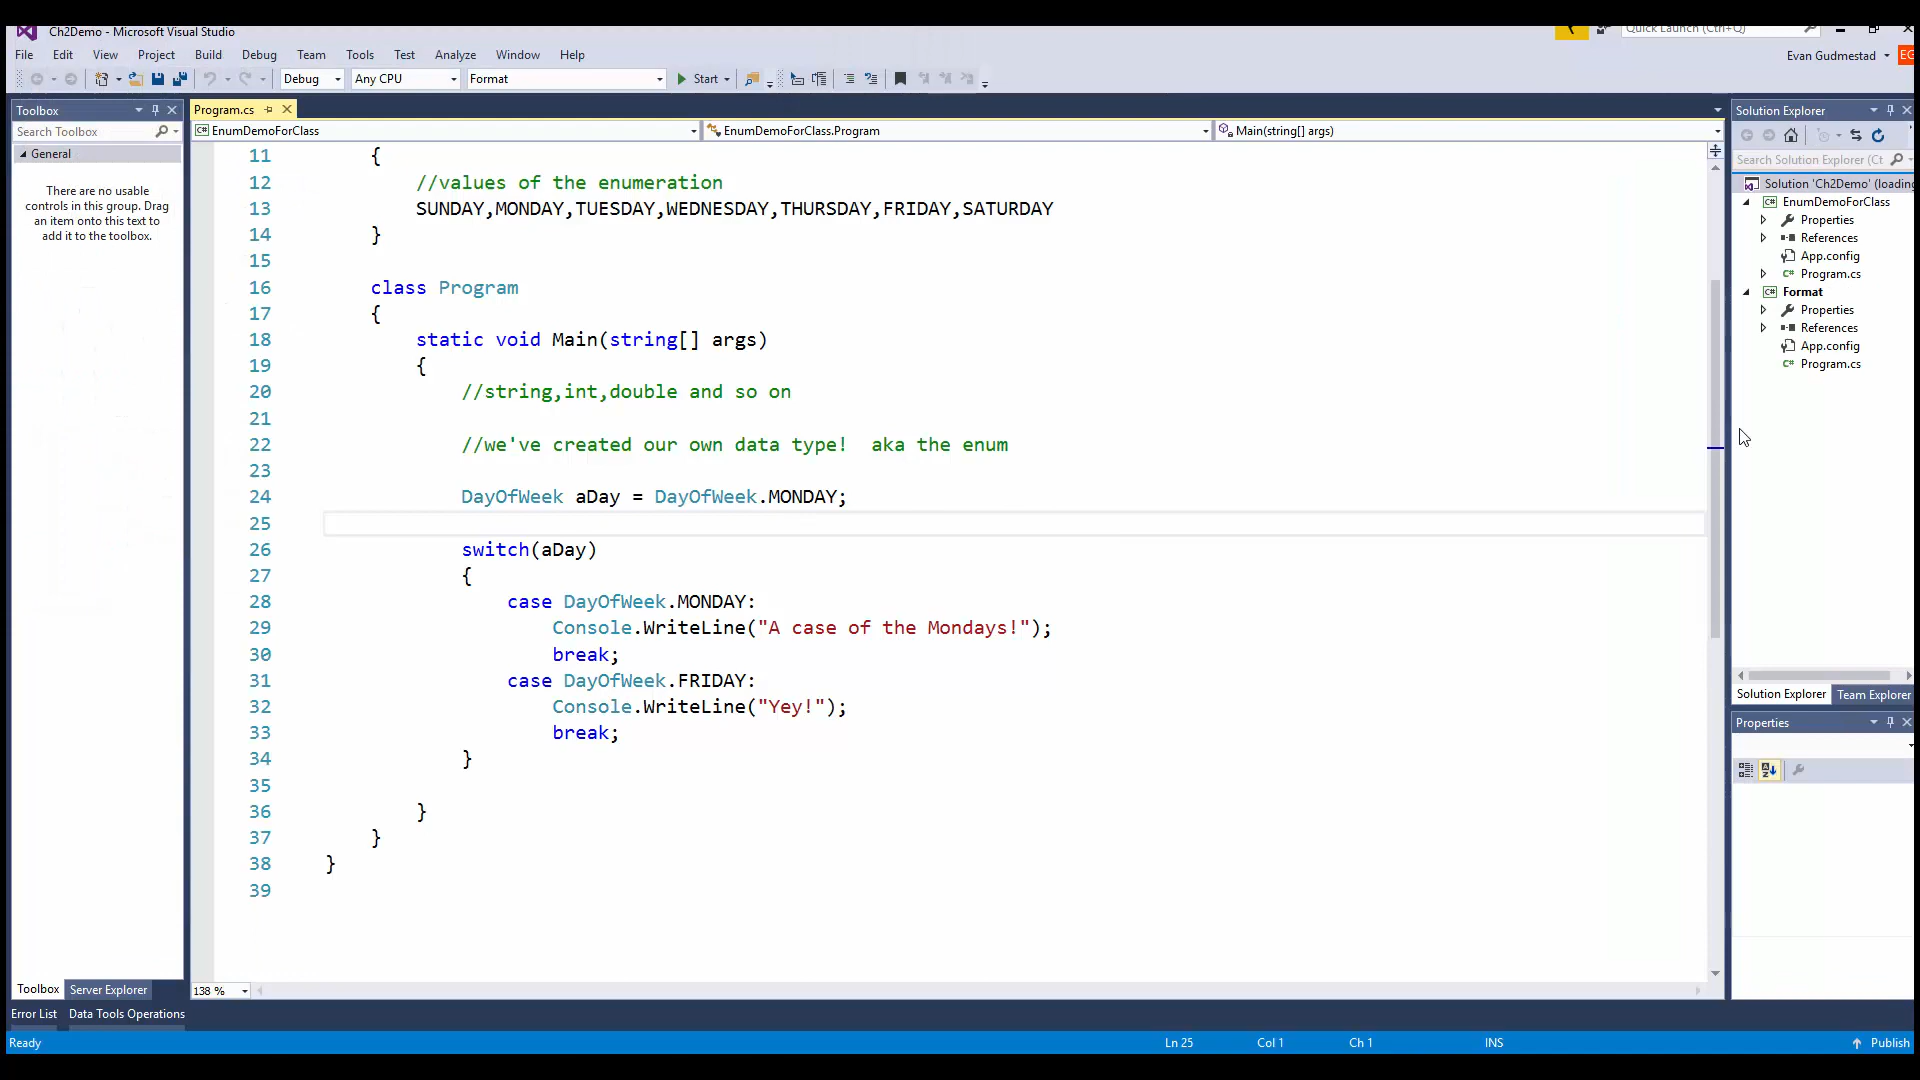 Ch2Demo - Microsoft Visual Studio
Quick Launch (Ctrl+Q)
File Edit View Project Build Debug Team Tools Test Analyze Window Help
Evan Gudmestad EG
Debug Any CPU Format Start
Toolbox
Program.cs
Solution Explorer
Search Toolbox
EnumDemoForClass EnumDemoForClass.Program Main(string[] args)
General
There are no usable
controls in this group. Drag
an item onto this text to
add it to the toolbox.
11 {
12 //values of the enumeration
13 SUNDAY,MONDAY,TUESDAY,WEDNESDAY,THURSDAY,FRIDAY,SATURDAY
14 }
15
16 class Program
17 {
18 static void Main(string[] args)
19 {
20 //string,int,double and so on
21
22 //we've created our own data type!  aka the enum
23
24 DayOfWeek aDay = DayOfWeek.MONDAY;
25
26 switch(aDay)
27 {
28 case DayOfWeek.MONDAY:
29 Console.WriteLine("A case of the Mondays!");
30 break;
31 case DayOfWeek.FRIDAY:
32 Console.WriteLine("Yey!");
33 break;
34 }
35
36 }
37 }
38 }
39
Search Solution Explorer (Ct
Solution 'Ch2Demo' (loading
EnumDemoForClass
Properties
References
App.config
Program.cs
Format
Properties
References
App.config
Program.cs
Solution Explorer Team Explorer
Properties
138 %
Toolbox Server Explorer
Error List Data Tools Operations
Ready Ln 25 Col 1 Ch 1 INS Publish